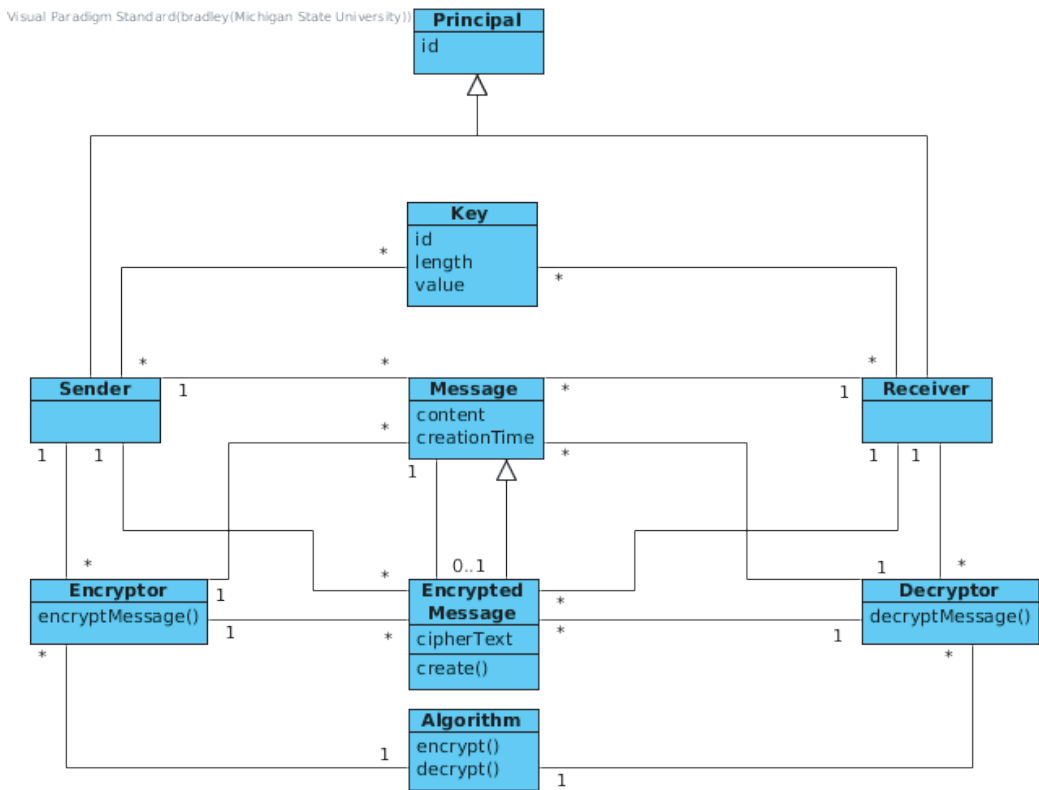 Visual Paradigm Standard(bradley(Michigan State University))
Principal
id
Key
id
length
value
*
*
*
*
*
Sender
1
Message
*
1
Receiver
content
creationTime
*
*
1
1
1
1
1
*
0..1
1
*
Encryptor
encryptMessage()
1
*
Encrypted
Message
*
Decryptor
decryptMessage()
1
*
cipherText
*
1
*
create()
*
Algorithm
encrypt()
decrypt()
1
1